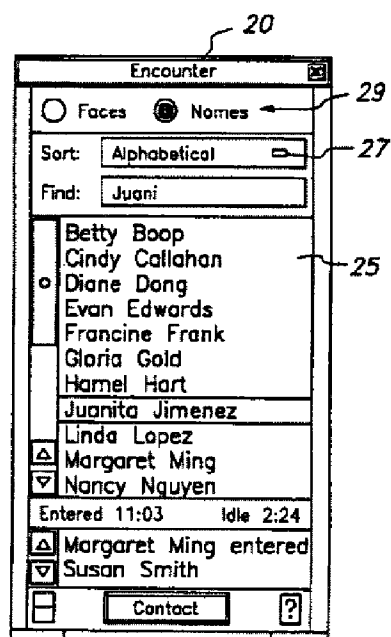 20
Encounter
Faces Names 29
Sort: Alphabetical 27
Find: Juani
Betty Boop
Cindy Callahan
25
Diane Dong
Evan Edwards
Francine Frank
Gloria Gold
Hamel Hart
Juanita Jimenez
Linda Lopez
Margaret Ming
Nancy Nguyen
Entered 11:03 Idle 2:24
Margaret Ming entered
Susan Smith
Contact ?